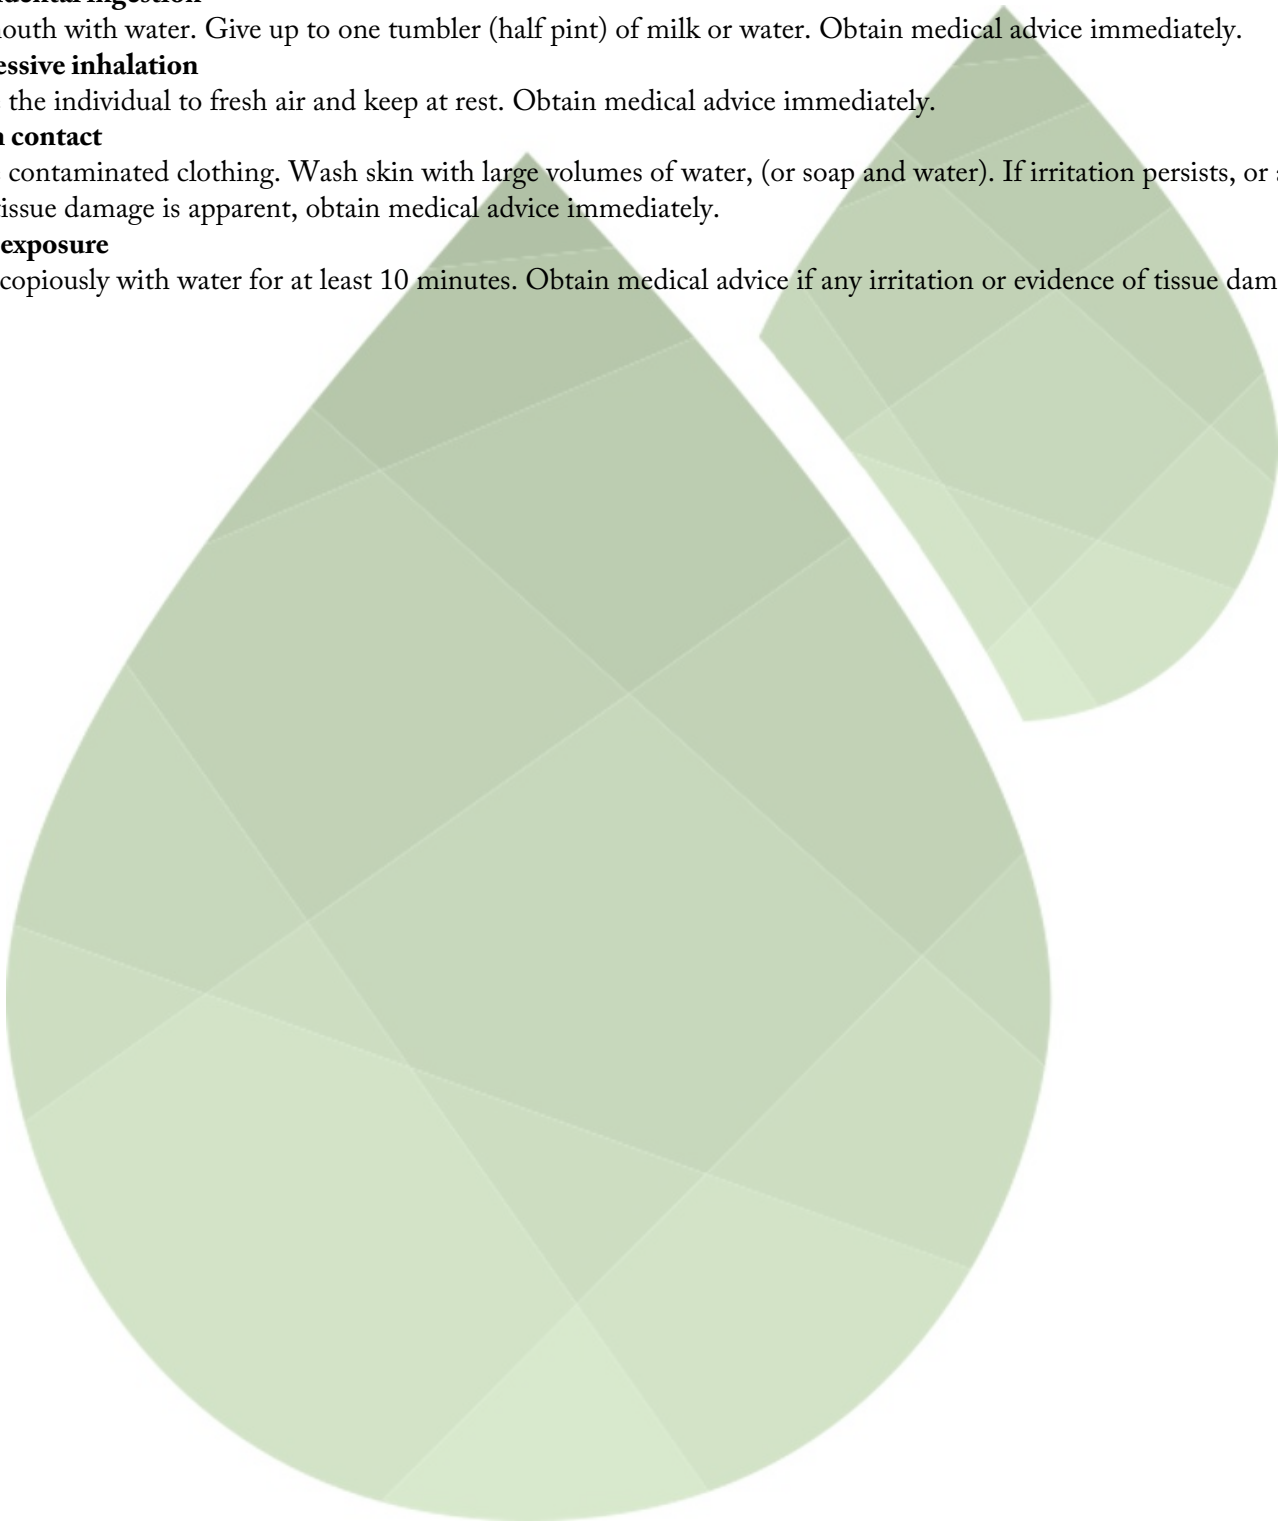 ingestion
outh with water. Give up to one tumbler (half pint) of milk or water. Obtain medical advice immediately.
essive inhalation
the individual to fresh air and keep at rest. Obtain medical advice immediately.
contact
contaminated clothing. Wash skin with large volumes of water, (or soap and water). If irritation persists, or
tissue damage is apparent, obtain medical advice immediately.
exposure
copiously with water for at least 10 minutes. Obtain medical advice if any irritation or evidence of tissue dam